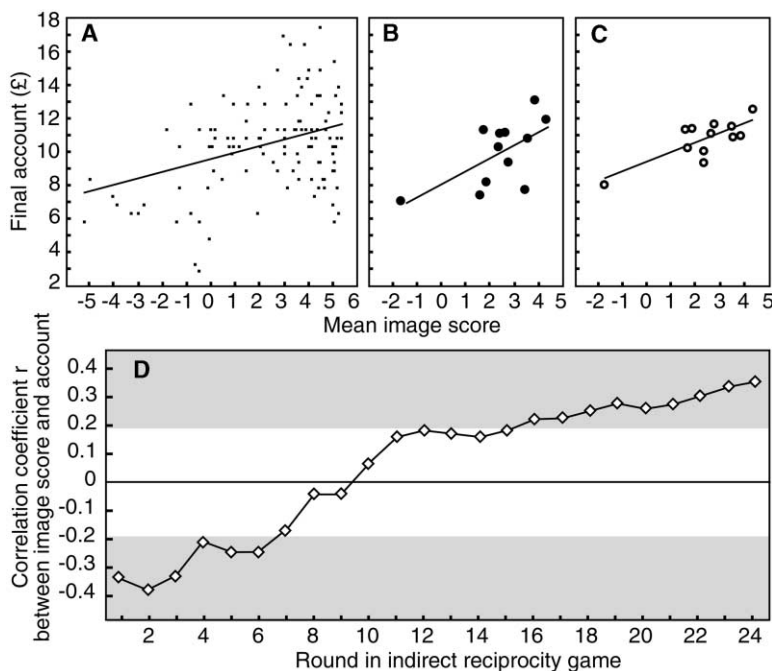 A
B
C
18
16
14
12
10
8
6
4
2
Final account (£)
-5 -4 -3 -2 -1 0 1 2 3 4 5 6
-2 -1 0 1 2 3 4 5
-2 -1 0 1 2 3 4 5
Mean image score
D
0.4
0.3
0.2
0.1
0
-0.1
-0.2
-0.3
-0.4
Correlation coefficient r
between image score and account
2 4 6 8 10 12 14 16 18 20 22 24
Round in indirect reciprocity game